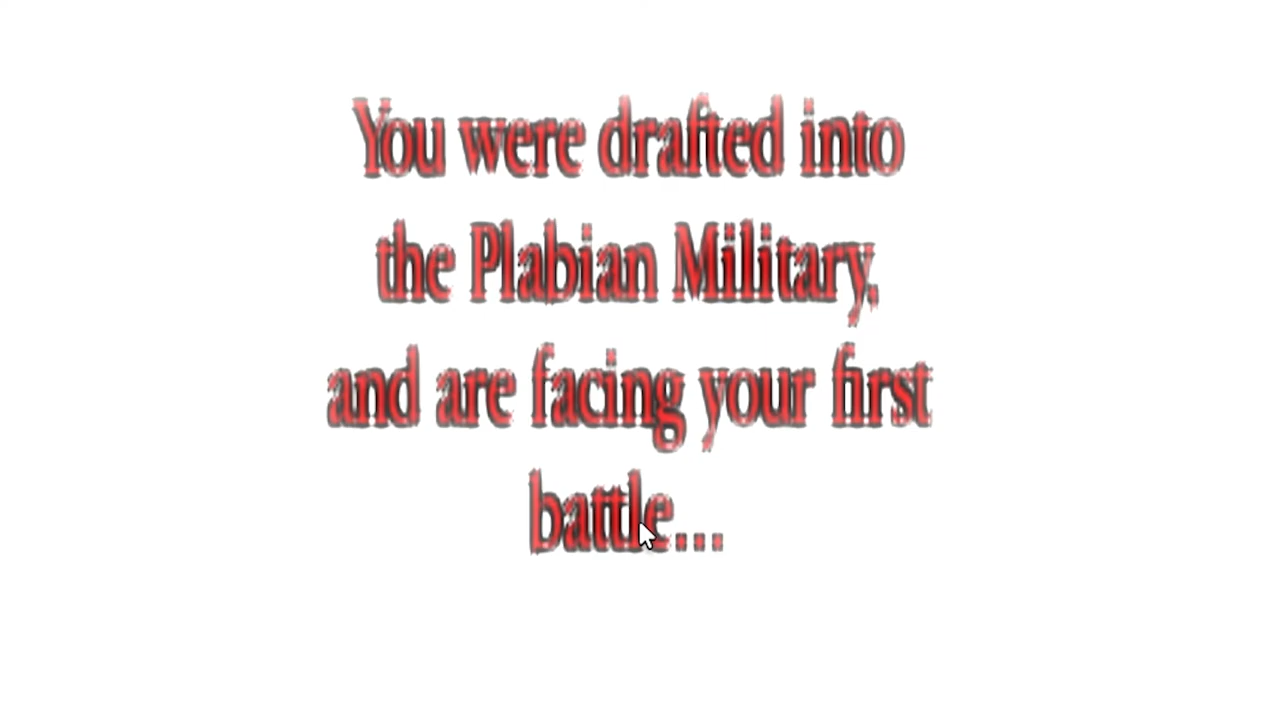 You were drafted into
the Plabian Military,
and are facing your first
battle...